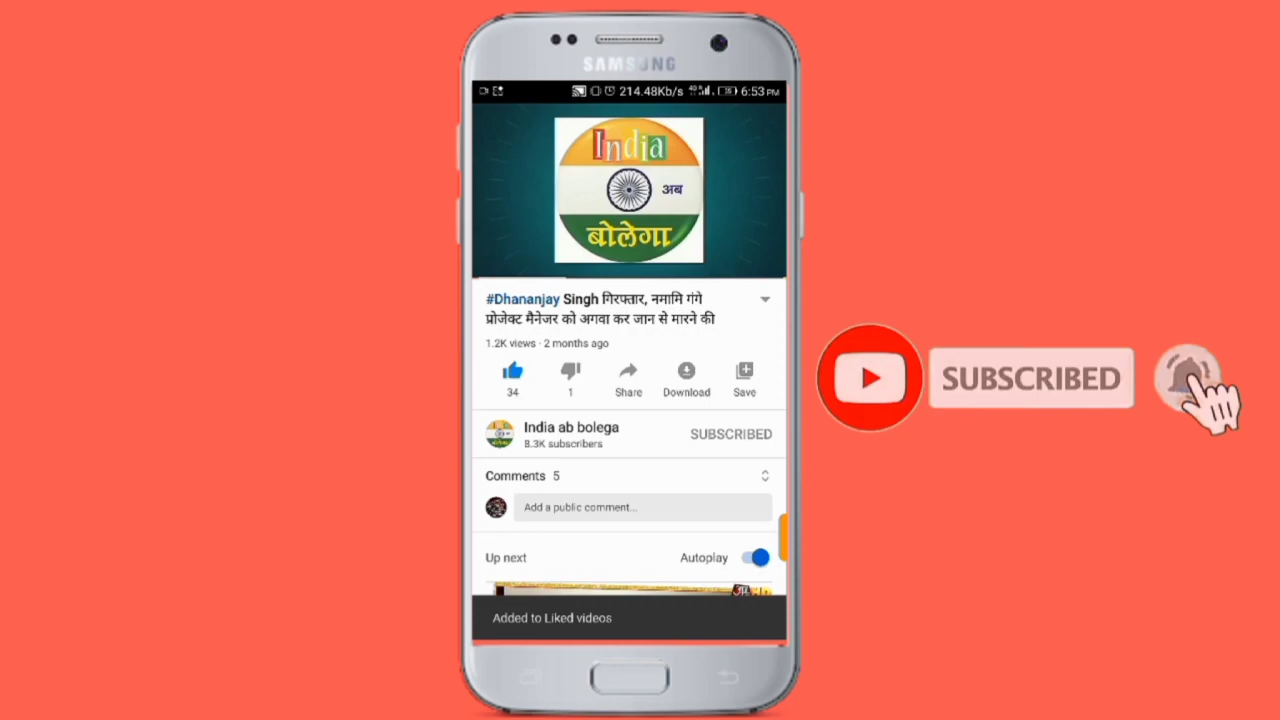 SAMSUNG
214.48Kb/s 6:53 PM
India
अब
बोलेगा
#Dhananjay Singh गिरफ्तार, नमामि गंगे
प्रोजेक्ट मैनेजर को अगवा कर जान से मारने की
1.2K views · 2 months ago
34 1 Share Download Save
India ab bolega
8.3K subscribers
SUBSCRIBED
Comments 5
Add a public comment...
Up next Autoplay
Added to Liked videos
SUBSCRIBED